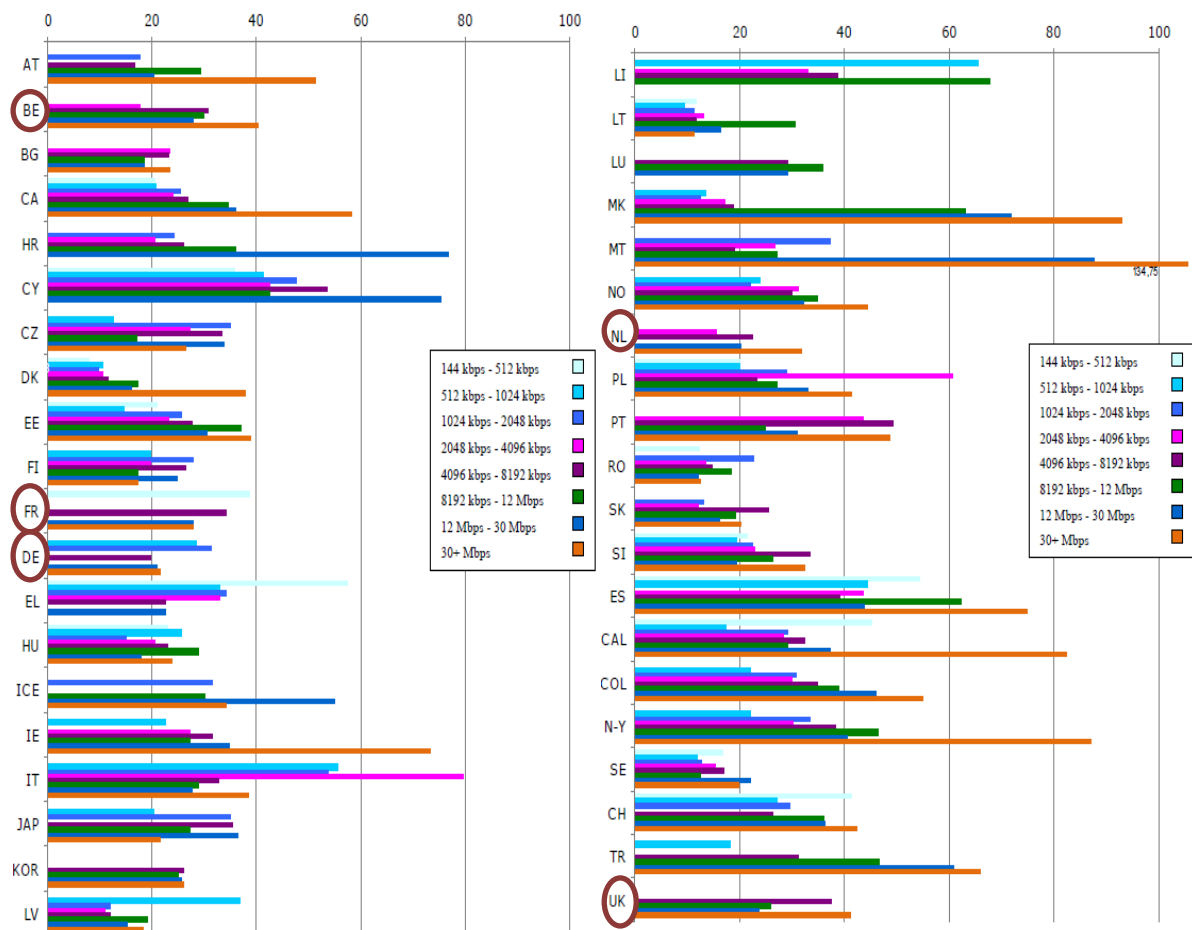 0 20 40 60 80 100
AT
BE
BG
CA
HR
CY
CZ
DK
EE
FI
FR
DE
EL
HU
ICE
IE
IT
JAP
KOR
LV
144 kbps - 512 kbps
512 kbps - 1024 kbps
1024 kbps - 2048 kbps
2048 kbps - 4096 kbps
4096 kbps - 8192 kbps
8192 kbps - 12 Mbps
12 Mbps - 30 Mbps
30+ Mbps
0 20 40 60 80 100
LI
LT
LU
MK
MT
134,75
NO
NL
PL
PT
RO
SK
SI
ES
CAL
COL
N-Y
SE
CH
TR
UK
144 kbps - 512 kbps
512 kbps - 1024 kbps
1024 kbps - 2048 kbps
2048 kbps - 4096 kbps
4096 kbps - 8192 kbps
8192 kbps - 12 Mbps
12 Mbps - 30 Mbps
30+ Mbps